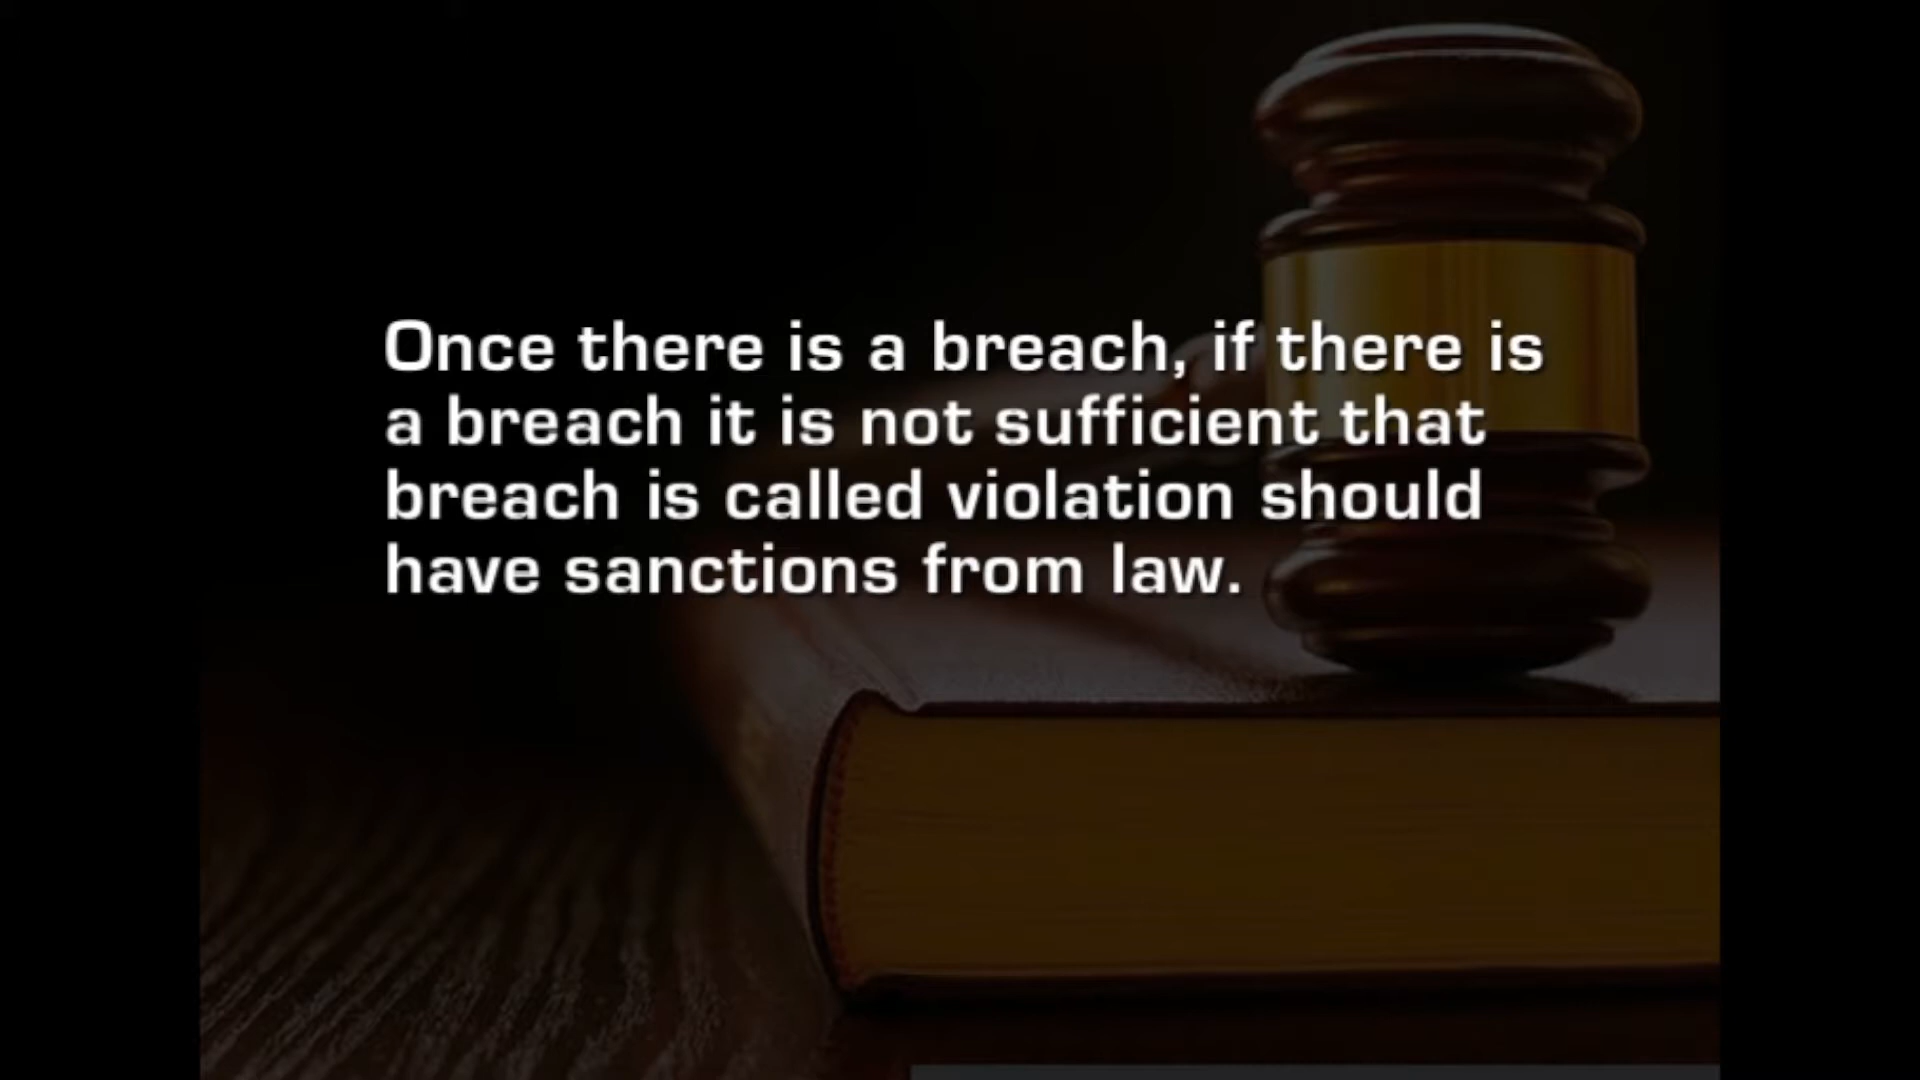 Once there is a breach, if there is
a breach it is not sufficient that
breach is called violation should
have sanctions from law.